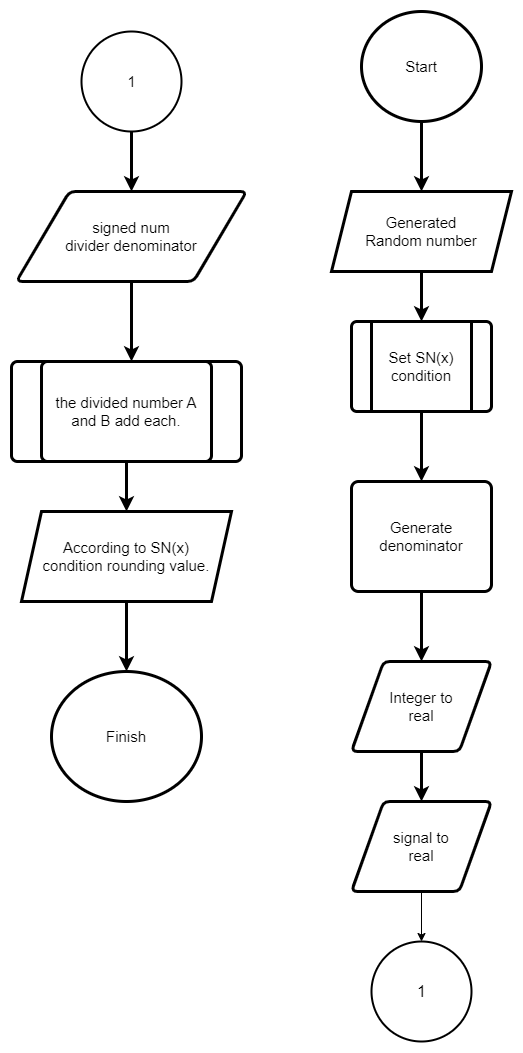 1
signed num
divider denominator
the divided number A
and B add each.
According to SN(x)
condition rounding value.
Finish
Start
Generated
Random number
Set SN(x)
condition
Generate
denominator
Integer to
real
signal to
real
1